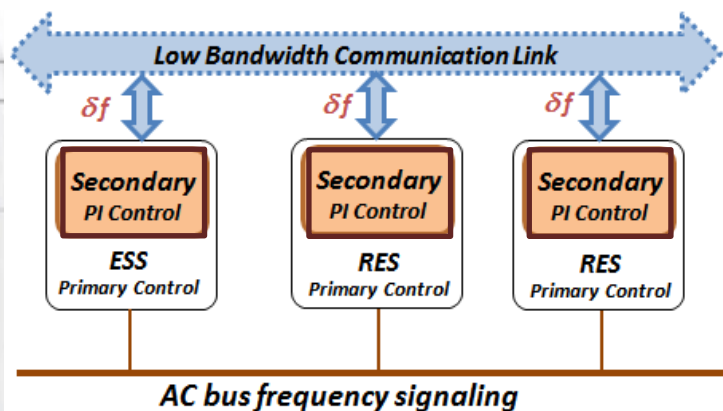 Low Bandwidth Communication Link
δf δf δf
Secondary Secondary Secondary
PI Control PI Control PI Control
ESS RES RES
Primary Control Primary Control Primary Control
AC bus frequency signaling